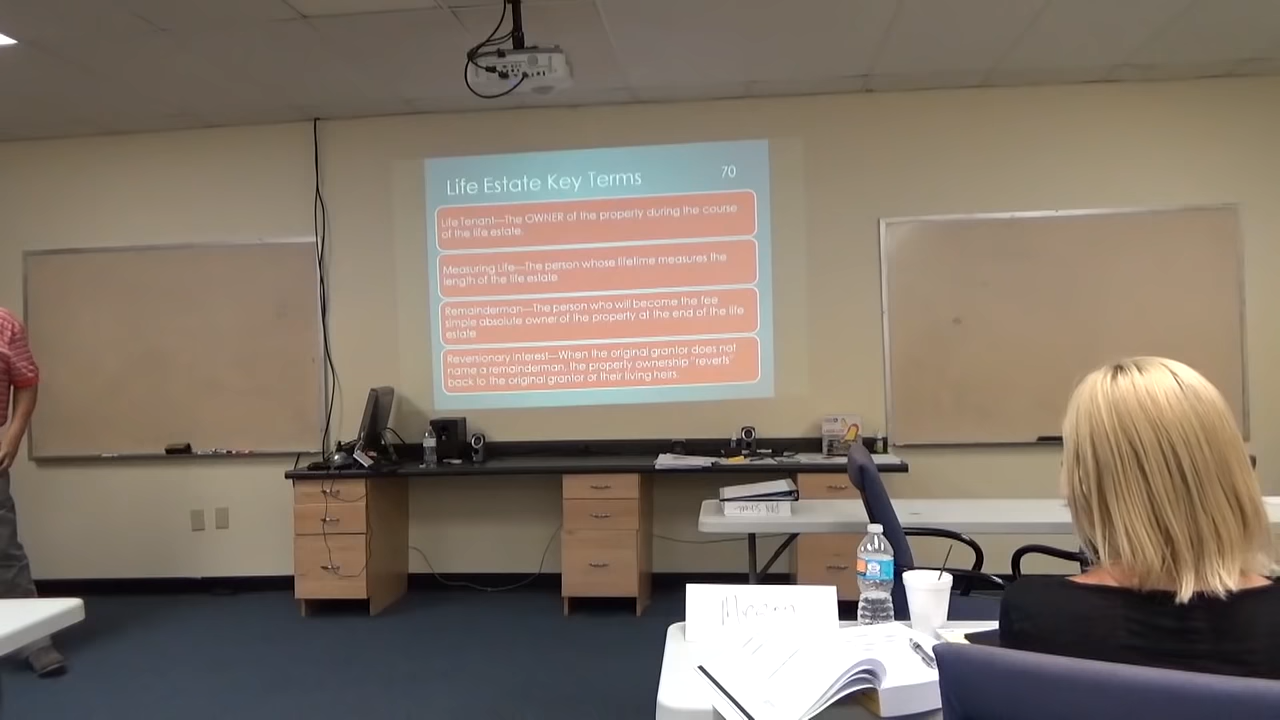 Life Estate Key Terms
70
Life Tenant—The OWNER of the property during the course
of the life estate.
Measuring Life—The person whose lifetime measures the
length of the life estate
Remainderman—The person who will become the fee
simple absolute owner of the property at the end of the life
estate
Reversionary Interest—When the original grantor does not
name a remainderman, the property ownership "reverts"
back to the original grantor or their living heirs.